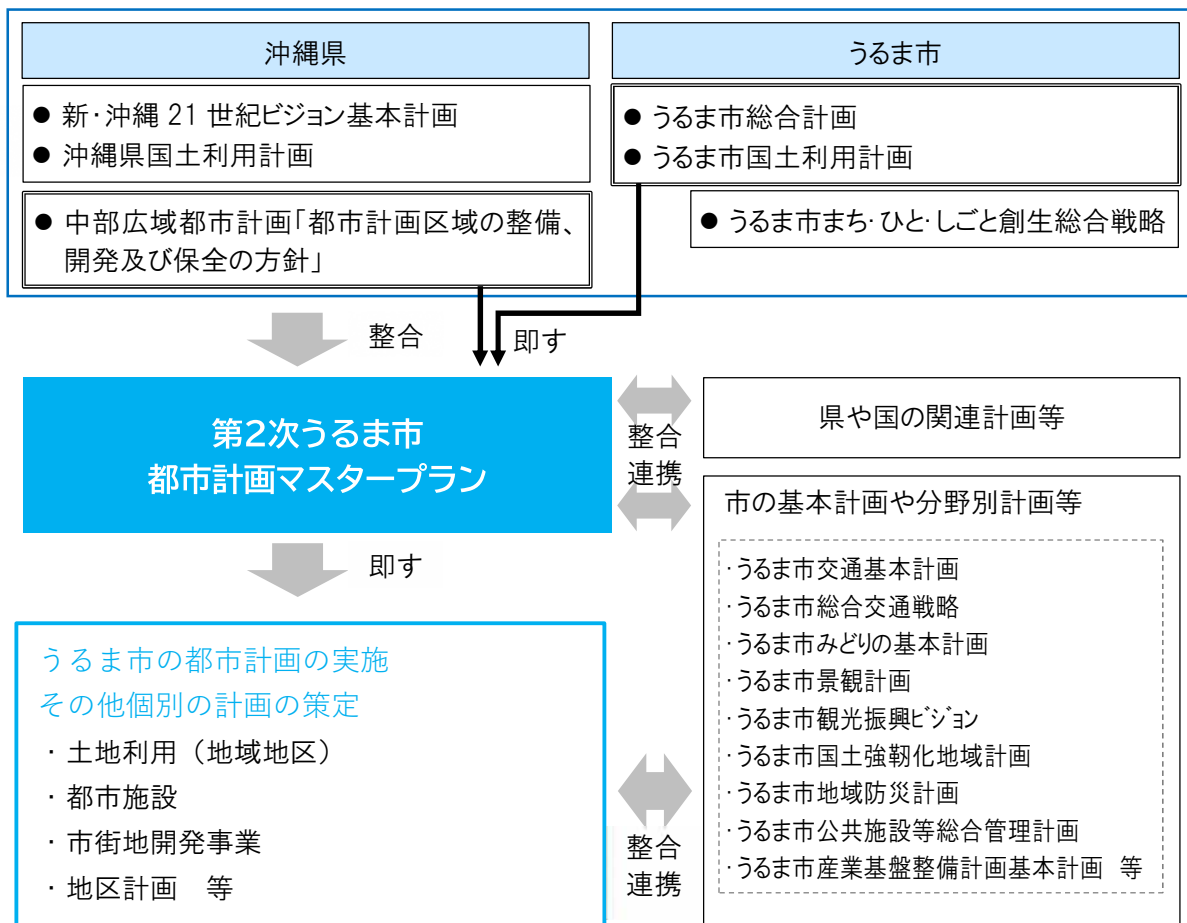 沖縄県
● 新・沖縄 21 世紀ビジョン基本計画
● 沖縄県国土利用計画
● 中部広域都市計画「都市計画区域の整備、
開発及び保全の方針」
うるま市
● うるま市総合計画
● うるま市国土利用計画
● うるま市まち・ひと・しごと創生総合戦略
整合
即す
第2次うるま市
都市計画マスタープラン
整合
連携
県や国の関連計画等
市の基本計画や分野別計画等
・うるま市交通基本計画
・うるま市総合交通戦略
・うるま市みどりの基本計画
・うるま市景観計画
・うるま市観光振興ﾋﾞｼﾞｮﾝ
・うるま市国土強靭化地域計画
・うるま市地域防災計画
・うるま市公共施設等総合管理計画
・うるま市産業基盤整備計画基本計画 等
即す
うるま市の都市計画の実施
その他個別の計画の策定
・土地利用（地域地区）
・都市施設
・市街地開発事業
・地区計画 等
整合
連携